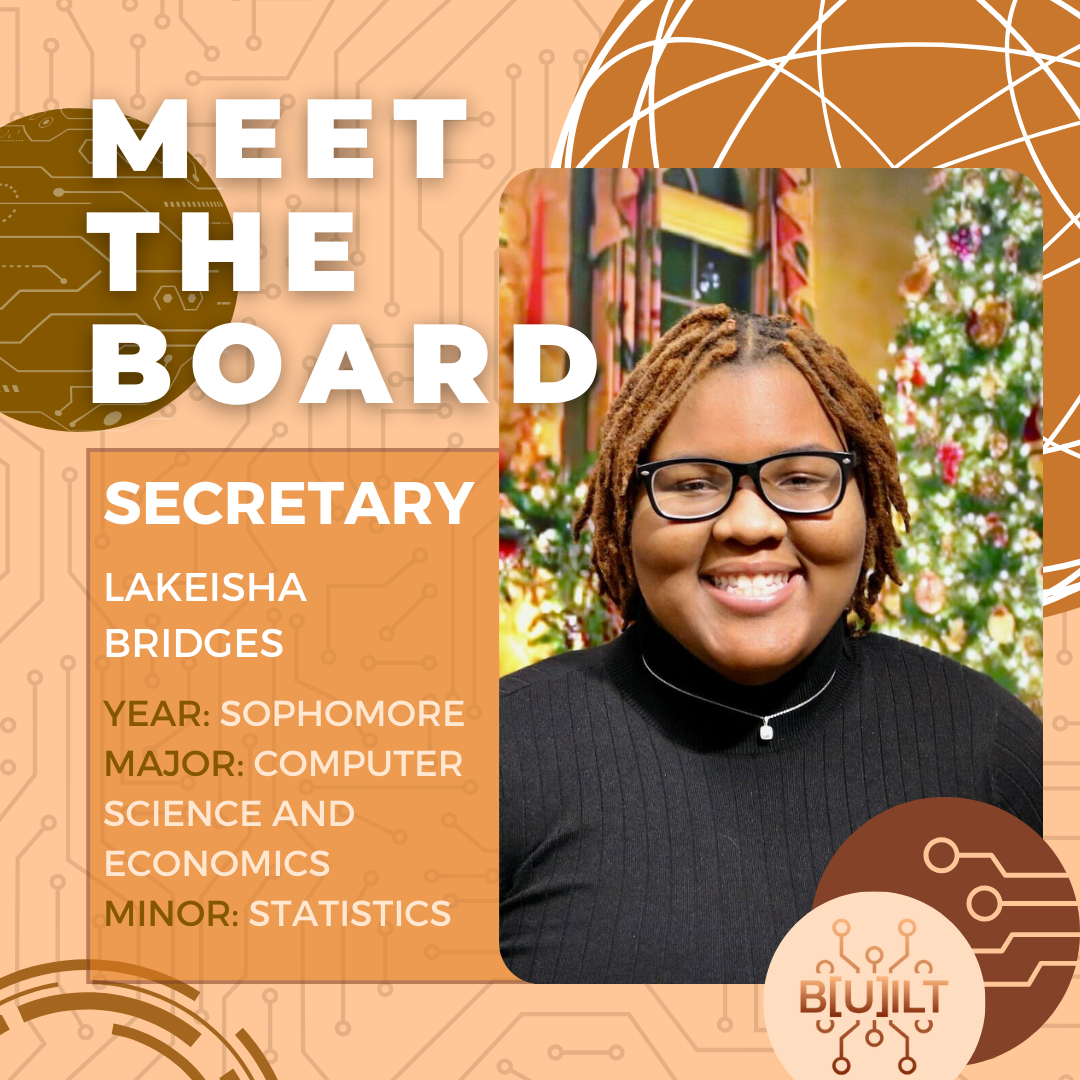 MEET
THE
BOARD
SECRETARY
LAKEISHA
BRIDGES
YEAR: SOPHOMORE
MAJOR: COMPUTER
SCIENCE AND
ECONOMICS
MINOR: STATISTICS
B[U]ILT